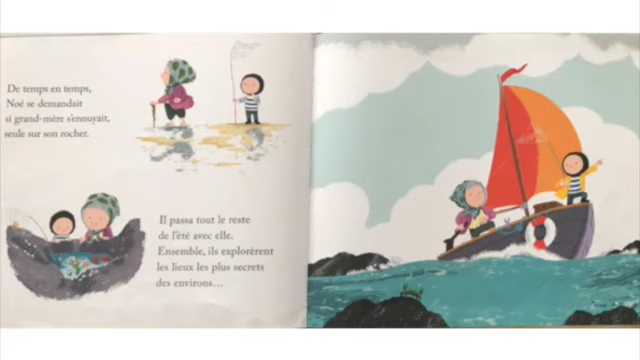 De temps en temps,
Noé se demandait
si grand-mère s'ennuyait,
seule sur son rocher.
Il passa tout le reste
de l'été avec elle.
Ensemble, ils explorèrent
les lieux les plus secrets
des environs...